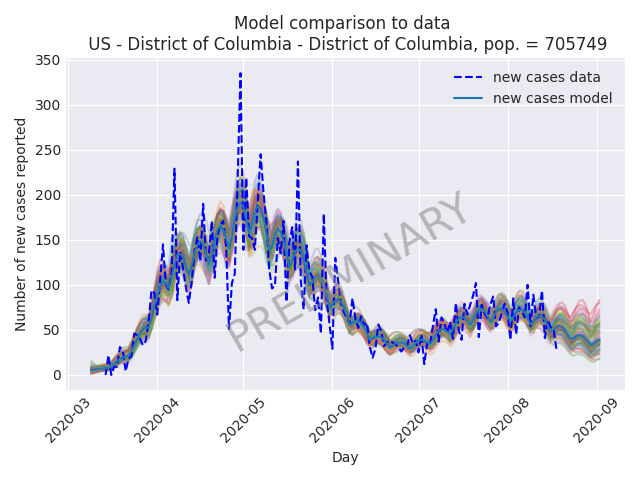 Model comparison to data
US - District of Columbia - District of Columbia, pop. = 705749
350
300
250
200
150
100
50
0
Number of new cases reported
new cases data
new cases model
PRELIMINARY
2020-03
2020-04
2020-05
2020-06
2020-07
2020-08
2020-09
Day